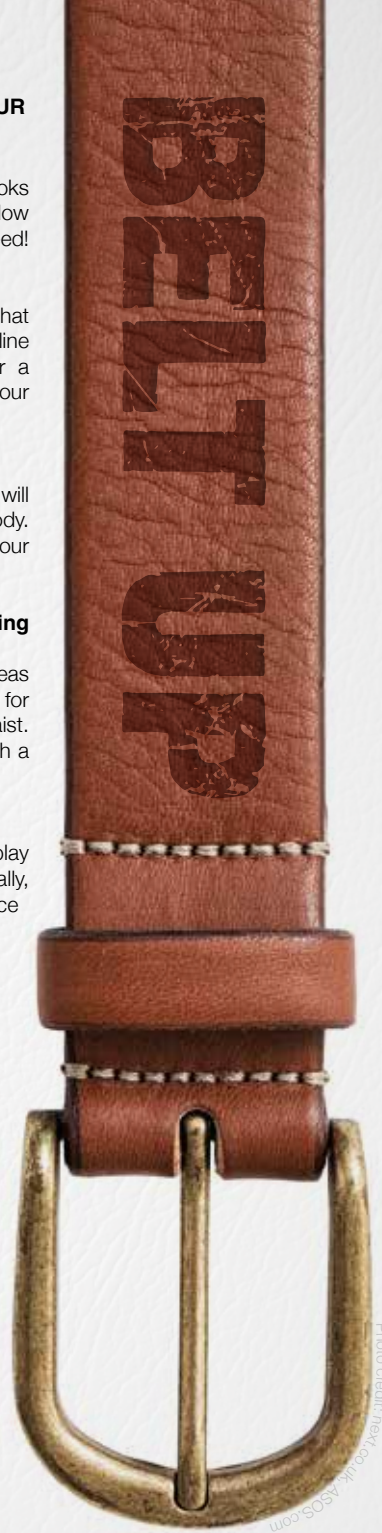 UR
oks
low
ed!
hat
line
r a
our
will
ody.
our
ing
eas
for
aist.
h a
play
ally,
ce
BELT UP
Photo credit: next.co.uk, ASOS.com